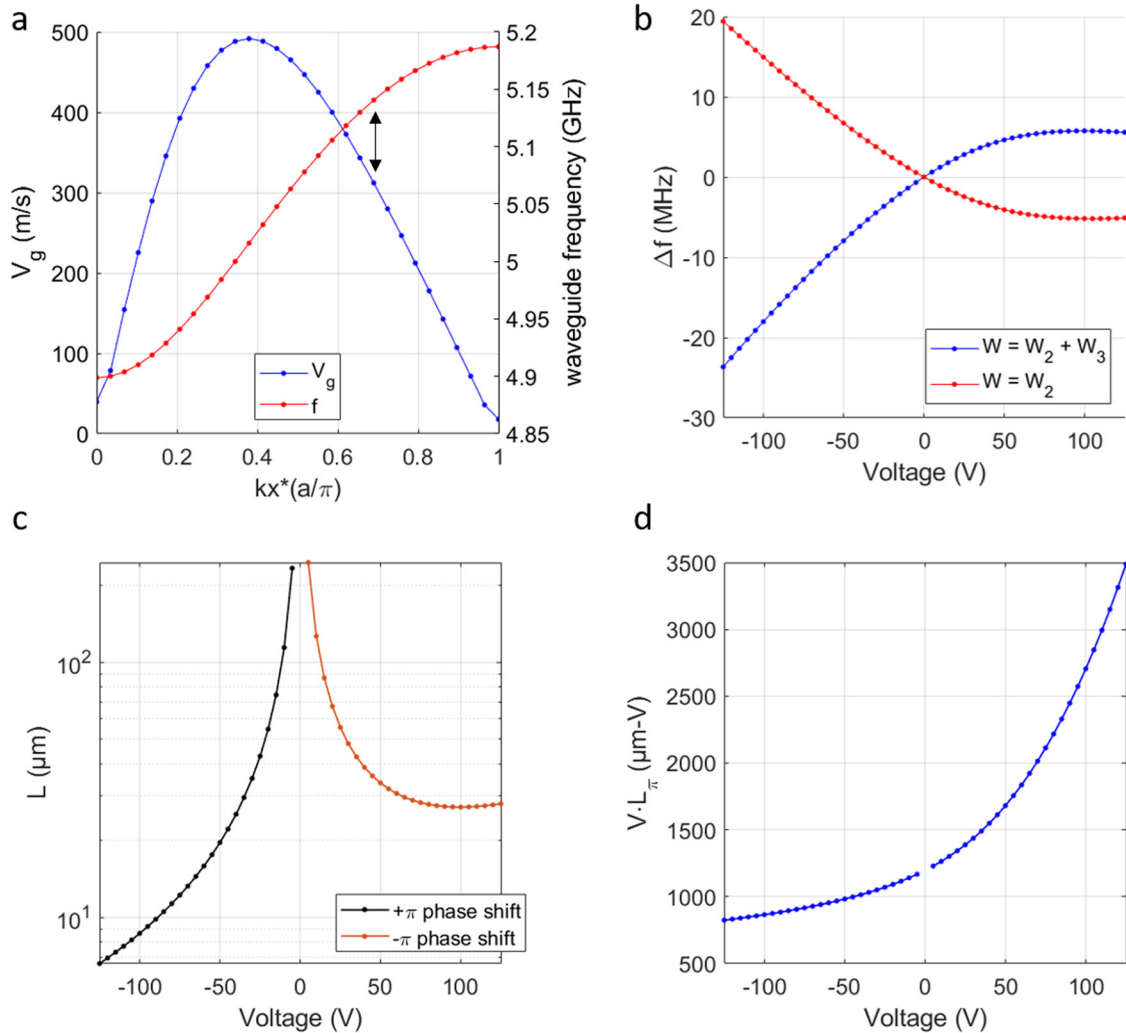 a
500
400
300
200
100
0
V_g (m/s)
5.2
5.15
5.1
5.05
5
4.95
4.9
4.85
waveguide frequency (GHz)
V_g
f
0 0.2 0.4 0.6 0.8 1
kx*(a/π)
b
20
10
0
-10
-20
-30
Δf (MHz)
W = W_2 + W_3
W = W_2
-100 -50 0 50 100
Voltage (V)
c
10^2
10^1
L (μm)
+π phase shift
-π phase shift
-100 -50 0 50 100
Voltage (V)
d
3500
3000
2500
2000
1500
1000
500
V·L_π (μm-V)
-100 -50 0 50 100
Voltage (V)